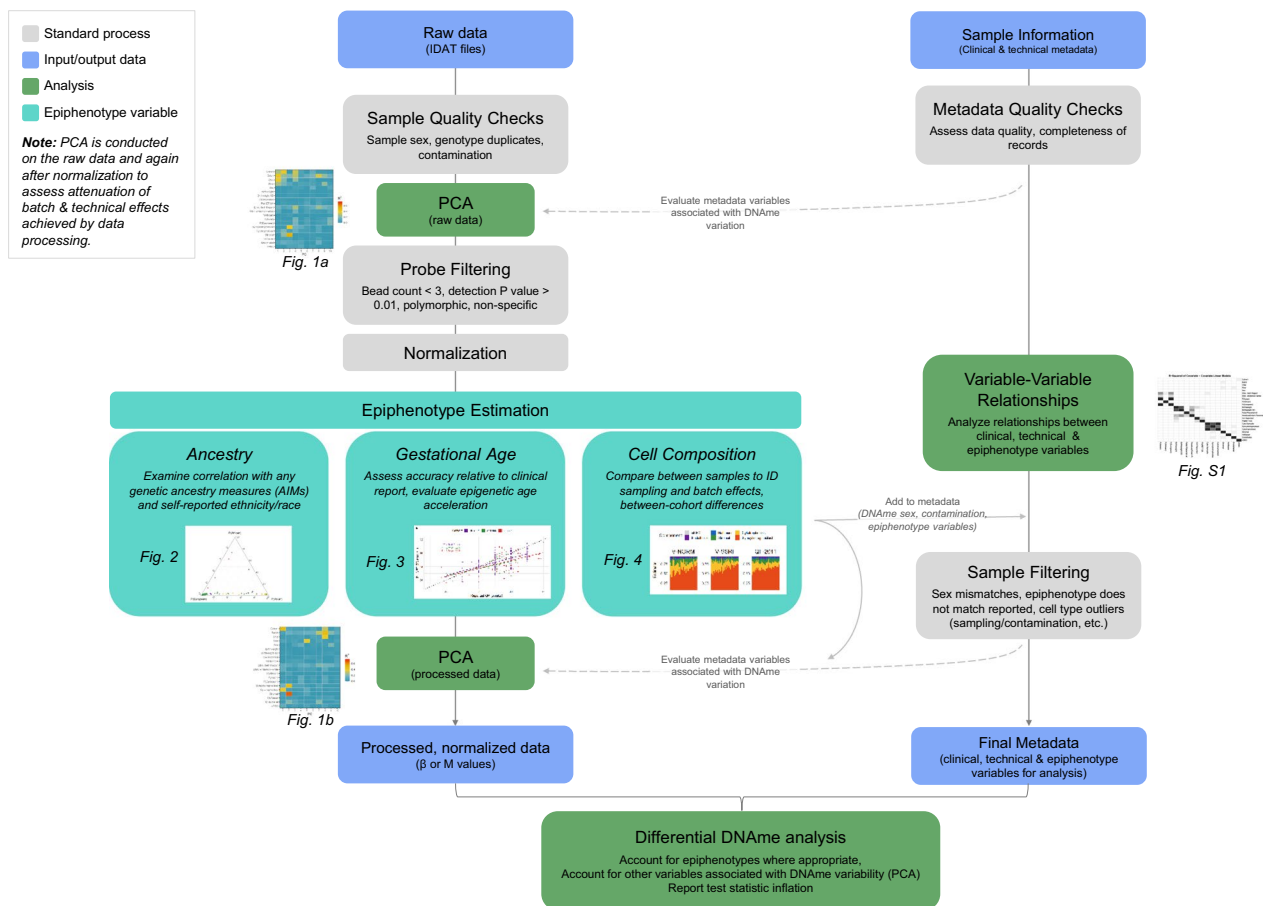 Standard process
Input/output data
Analysis
Epiphenotype variable
Note: PCA is conducted
on the raw data and again
after normalization to
assess attenuation of
batch & technical effects
achieved by data
processing.
Raw data
(IDAT files)
Sample Information
(Clinical & technical metadata)
Sample Quality Checks
Sample sex, genotype duplicates,
contamination
Metadata Quality Checks
Assess data quality, completeness of
records
Fig. 1a
PCA
(raw data)
Evaluate metadata variables
associated with DNAme
variation
Probe Filtering
Bead count < 3, detection P value >
0.01, polymorphic, non-specific
Normalization
Variable-Variable
Relationships
Analyze relationships between
clinical, technical &
epiphenotype variables
Fig. S1
Epiphenotype Estimation
Ancestry
Examine correlation with any
genetic ancestry measures (AIMs)
and self-reported ethnicity/race
Fig. 2
Gestational Age
Assess accuracy relative to clinical
report, evaluate epigenetic age
acceleration
Fig. 3
Cell Composition
Compare between samples to ID
sampling and batch effects,
between-cohort differences
Fig. 4
Add to metadata
(DNAme sex, contamination,
epiphenotype variables)
Sample Filtering
Sex mismatches, epiphenotype does
not match reported, cell type outliers
(sampling/contamination, etc.)
Fig. 1b
PCA
(processed data)
Evaluate metadata variables
associated with DNAme
variation
Processed, normalized data
(β or M values)
Final Metadata
(clinical, technical & epiphenotype
variables for analysis)
Differential DNAme analysis
Account for epiphenotypes where appropriate,
Account for other variables associated with DNAme variability (PCA)
Report test statistic inflation